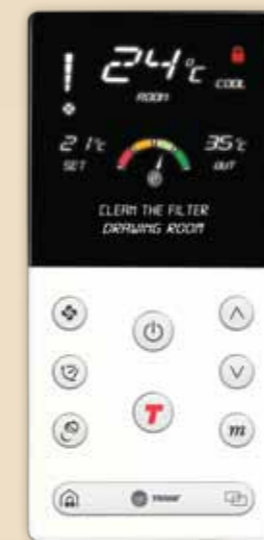 24°C
COOL
ROOM
21°C
35°C
SET
OUT
CLEAN THE FILTER
DRAWING ROOM
T
m